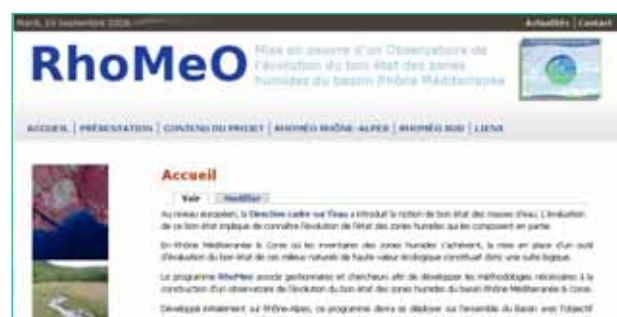 Mardi, 29 Septembre 2009
Actualités | Contact
RhoMeO
Mise en oeuvre d'un Observatoire de
l'évolution du bon état des zones
humides du bassin Rhône Méditerranée
ACCUEIL | PRÉSENTATION | CONTENU DU PROJET | RHOMÉO RHÔNE-ALPES | RHOMÉO SUD | LIENS
Accueil
Voir Modifier
Au niveau européen, la Directive cadre sur l'eau a introduit la notion de bon état des masses d'eau. L'évaluation
de ce bon état implique de connaître l'évolution de l'état des zones humides qui les composent en partie.
En Rhône Méditerranée & Corse où les inventaires des zones humides s'achèvent, la mise en place d'un outil
d'évaluation du bon état de ces milieux naturels de haute valeur écologique constituait donc une suite logique.
Le programme RhoMeo associe gestionnaires et chercheurs afin de développer les méthodologies nécessaires à la
construction d'un observatoire de l'évolution du bon état des zones humides du bassin Rhône Méditerranée & Corse.
Développé initialement sur Rhône-Alpes, ce programme devra se déployer sur l'ensemble du Bassin avec l'objectif